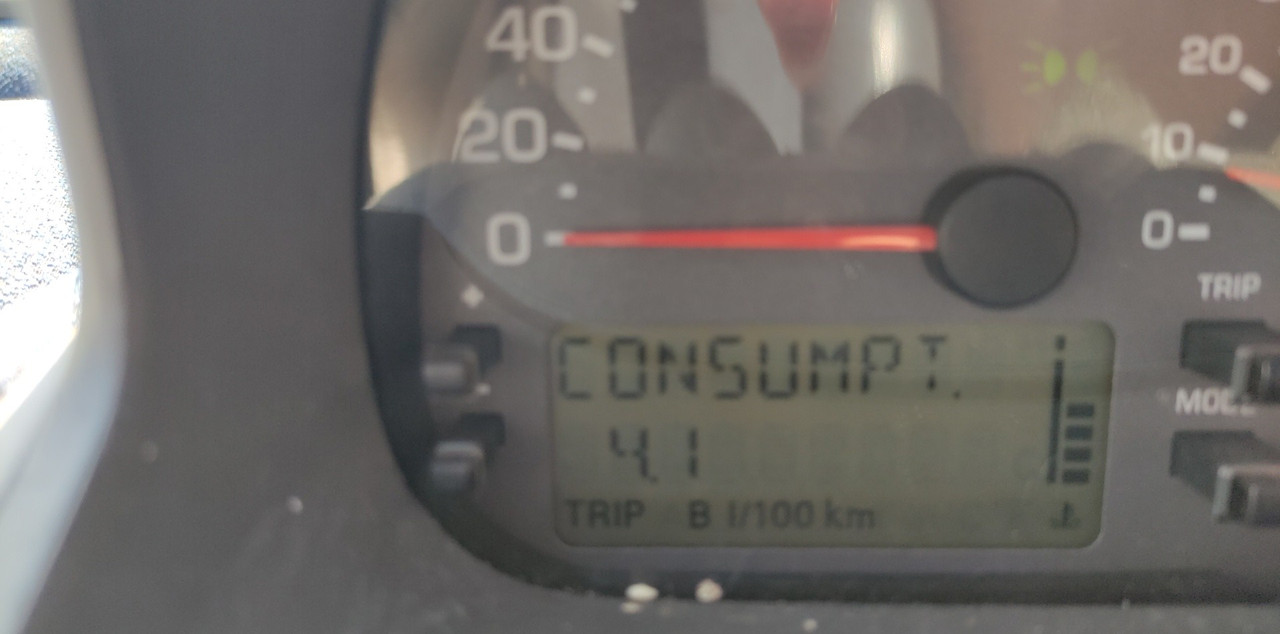 40
20
0
20
10
0
TRIP
MODE
CONSUMPT.
4.1
TRIP B l/100 km